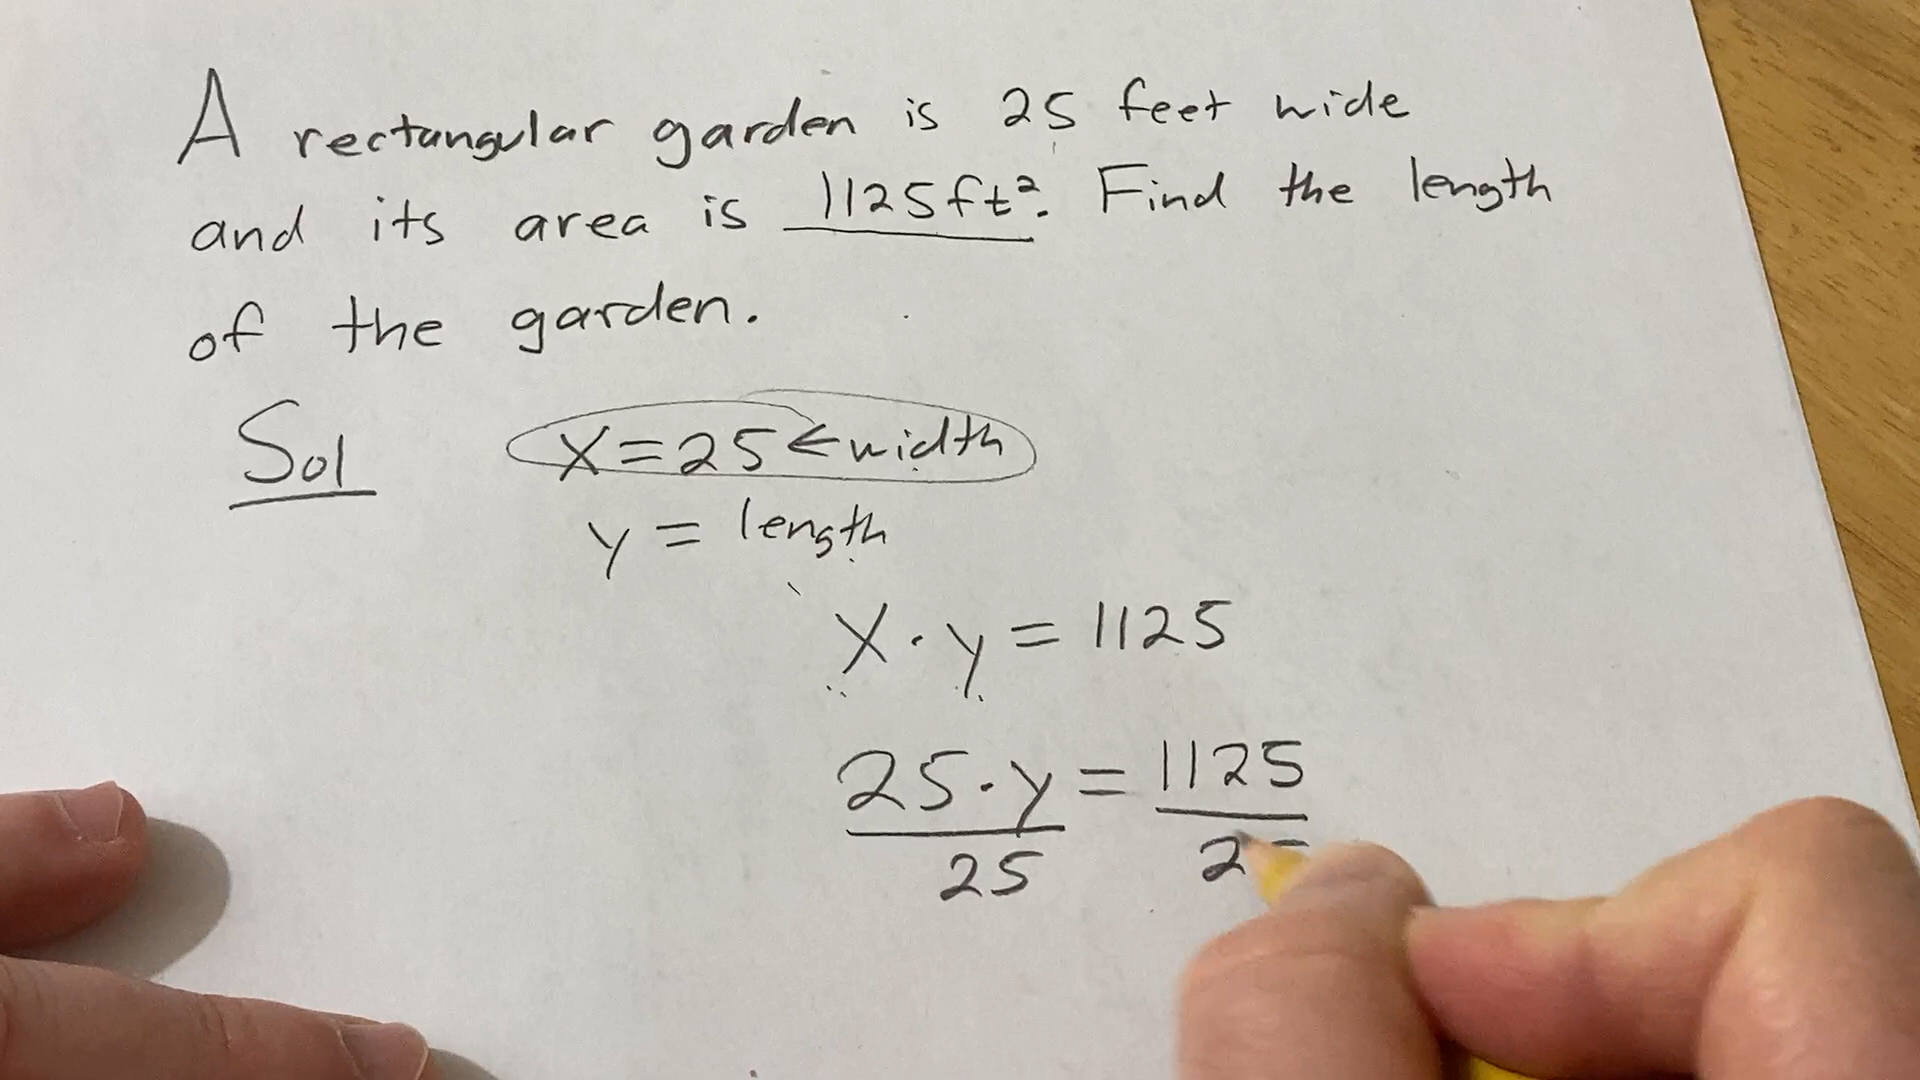 A rectangular garden is 25 feet wide
and its area is 1125ft². Find the length
of the garden.
Sol x=25←width
y = length
x·y=1125
25·y=1125
25 25